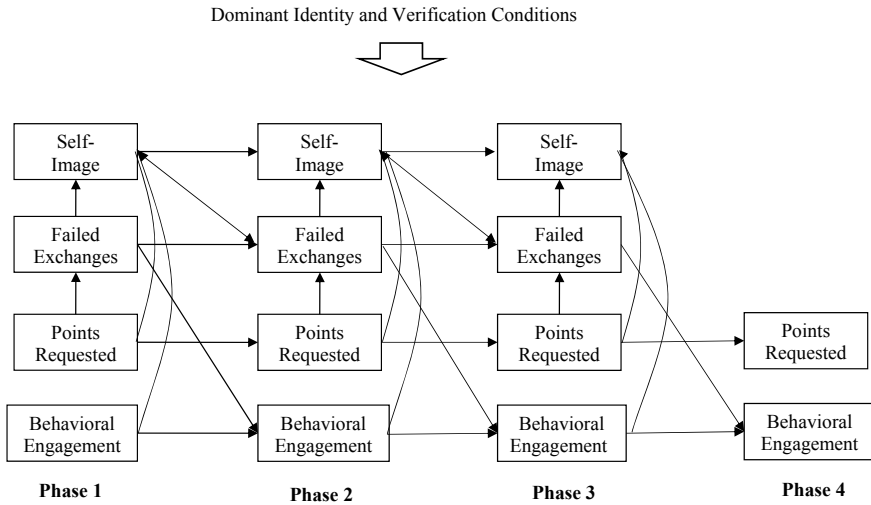 Dominant Identity and Verification Conditions
Self-
Image
Self-
Image
Self-
Image
Failed
Exchanges
Failed
Exchanges
Failed
Exchanges
Points
Requested
Points
Requested
Points
Requested
Points
Requested
Behavioral
Engagement
Behavioral
Engagement
Behavioral
Engagement
Behavioral
Engagement
Phase 1
Phase 2
Phase 3
Phase 4